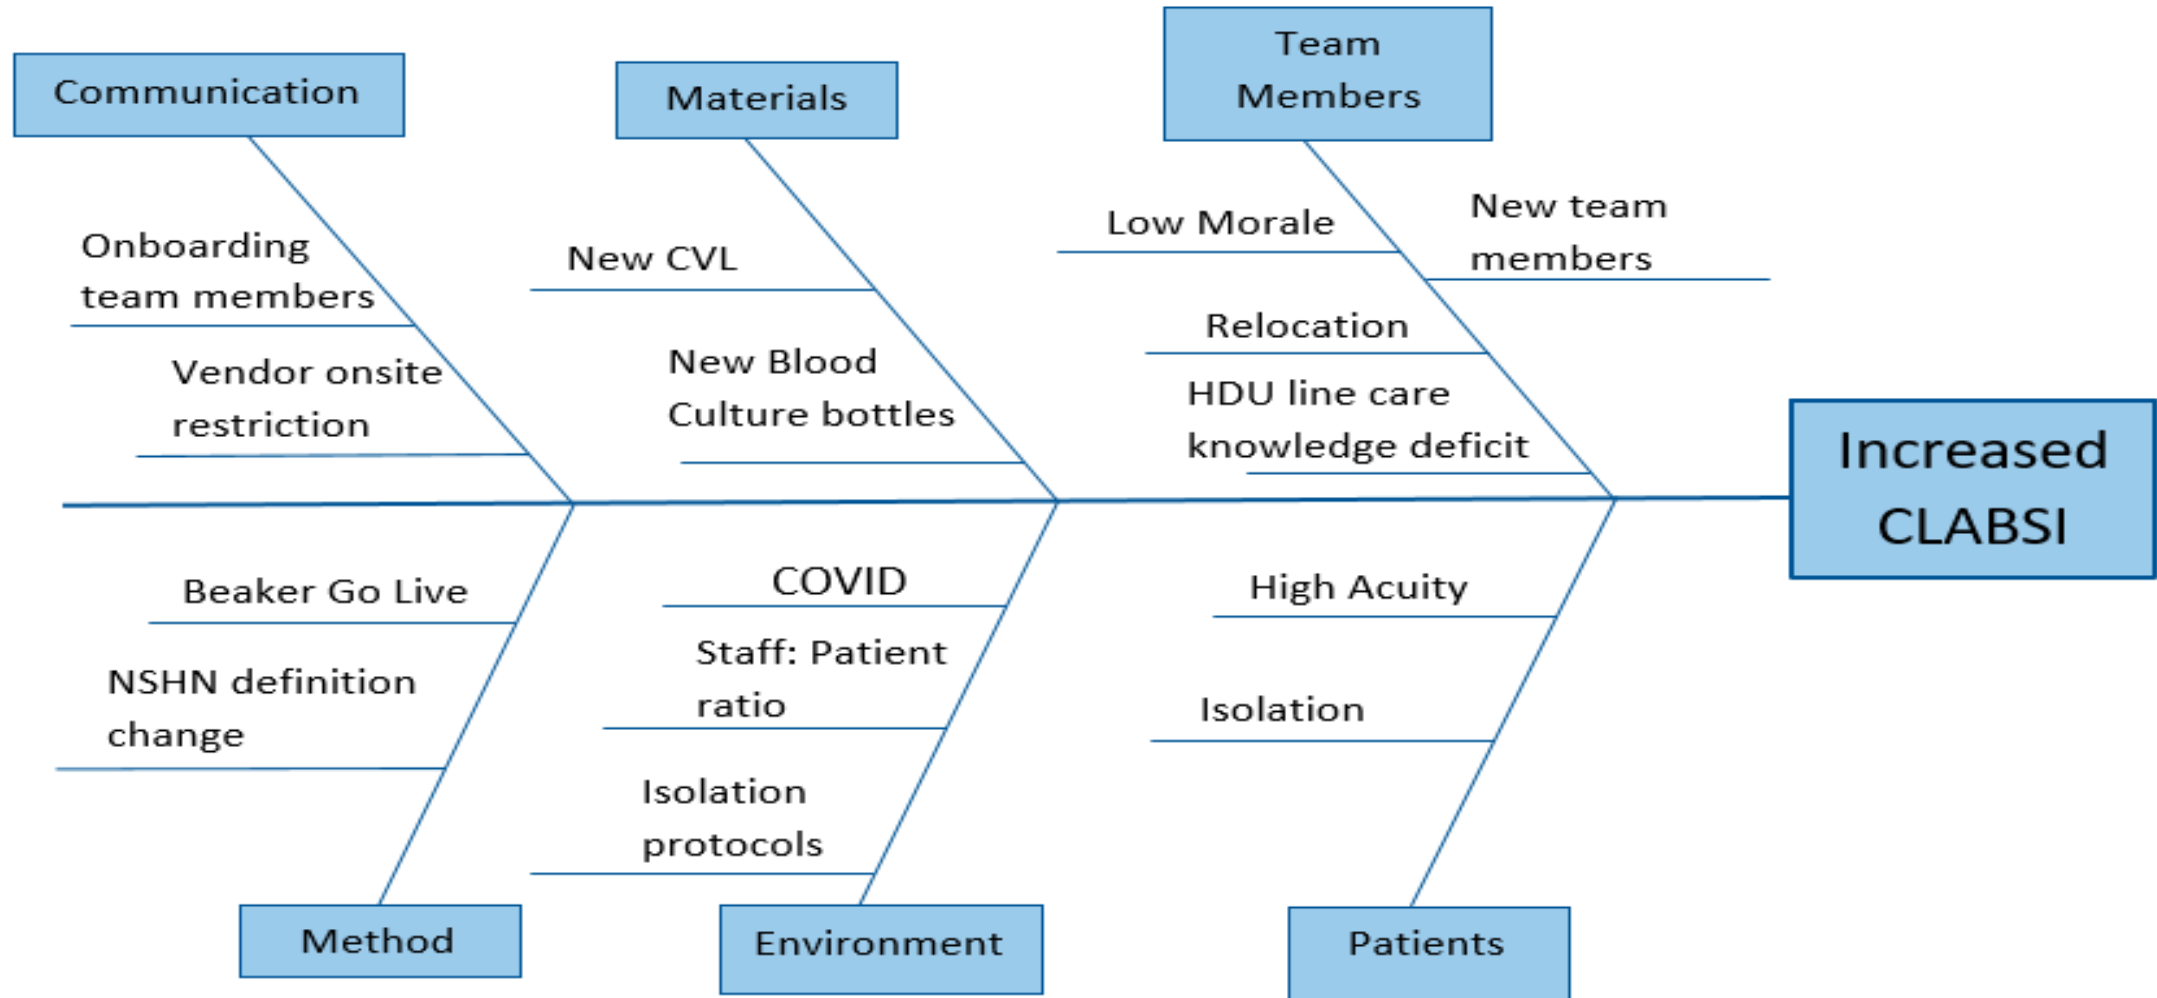 Communication
Materials
Team
Members
Onboarding
team members
Vendor onsite
restriction
New CVL
New Blood
Culture bottles
Low Morale
New team
members
Relocation
HDU line care
knowledge deficit
Increased
CLABSI
Beaker Go Live
NSHN definition
change
COVID
Staff: Patient
ratio
Isolation
protocols
High Acuity
Isolation
Method
Environment
Patients